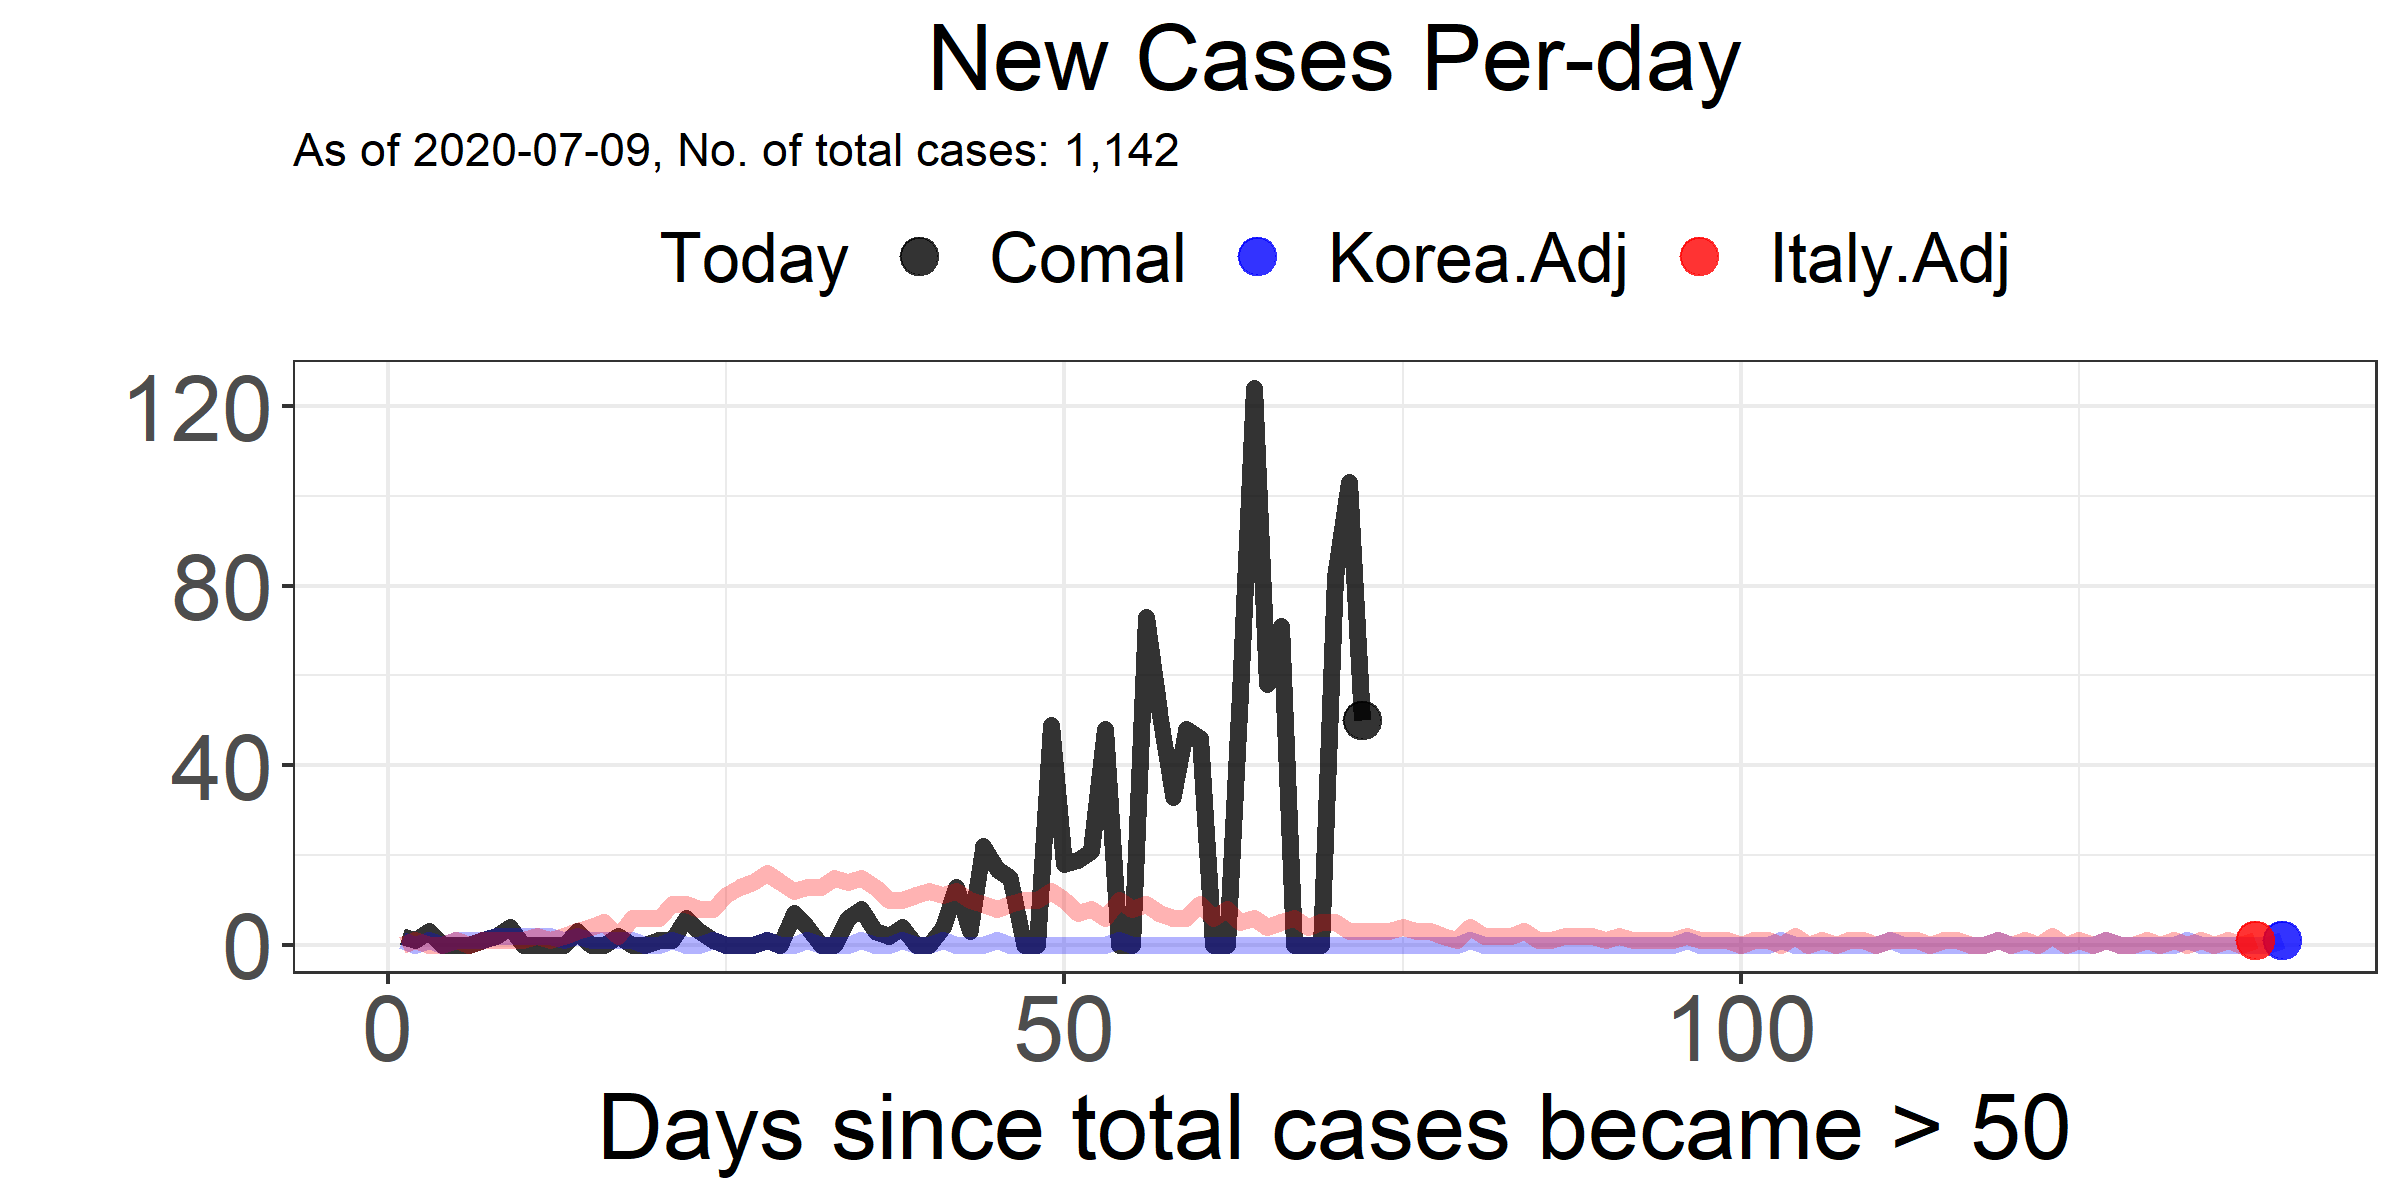 New Cases Per-day
As of 2020-07-09, No. of total cases: 1,142
Today Comal Korea.Adj Italy.Adj
120
80
40
0
0 50 100
Days since total cases became > 50